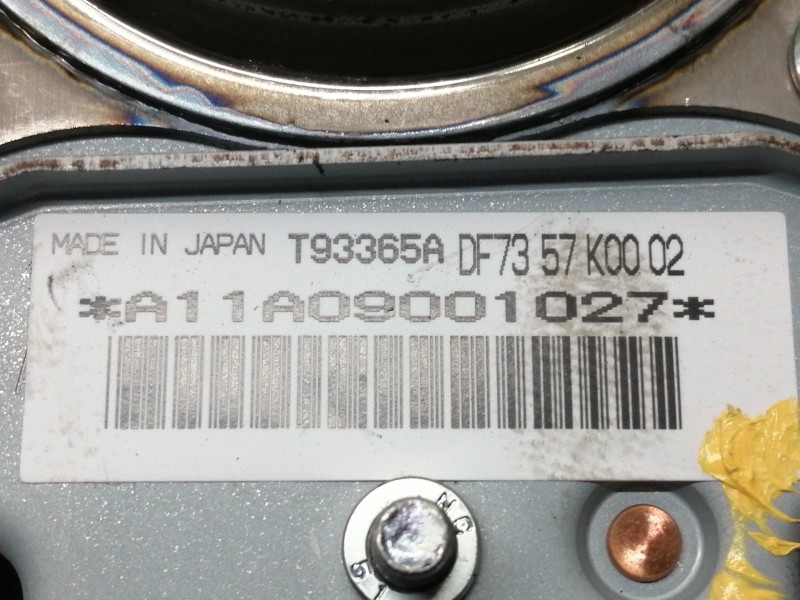 MADE IN JAPAN T93365A DF73 57 K00 02
*A11A09001027*